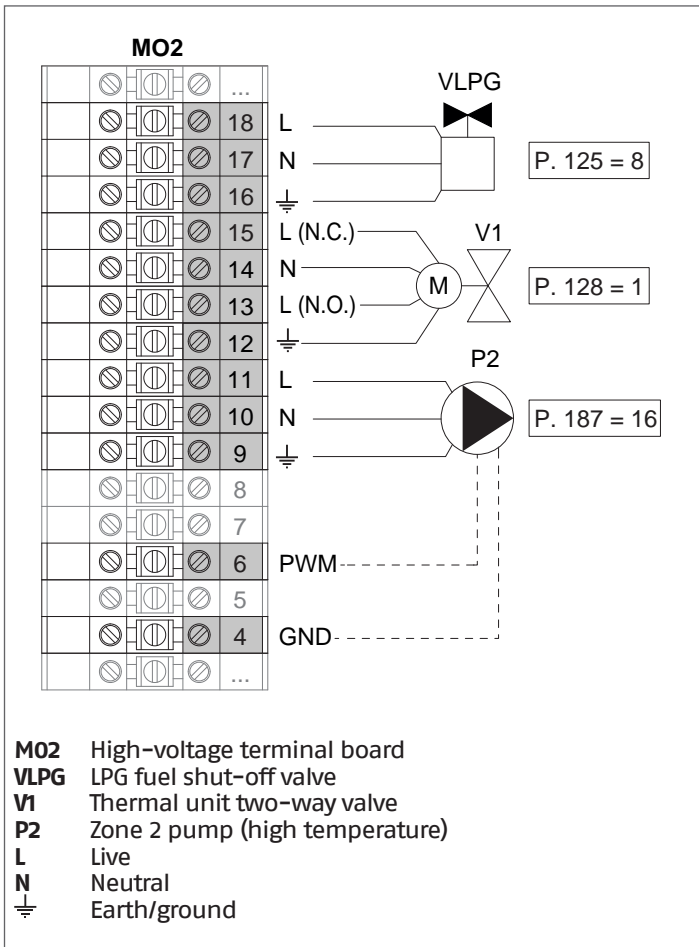 MO2
...
VLPG
18 L
17 N P. 125 = 8
16
15 L (N.C.) V1
14 N M P. 128 = 1
13 L (N.O.)
12
P2
11 L
10 N P. 187 = 16
9
8
7
6 PWM
5
4 GND
...
M02 High-voltage terminal board
VLPG LPG fuel shut-off valve
V1 Thermal unit two-way valve
P2 Zone 2 pump (high temperature)
L Live
N Neutral
⏚ Earth/ground